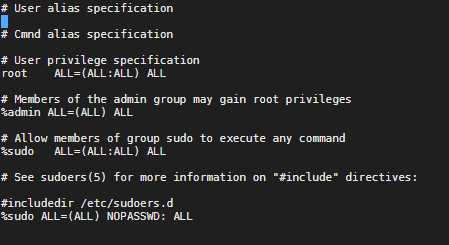 # User alias specification
# Cmnd alias specification
# User privilege specification
root    ALL=(ALL:ALL) ALL
# Members of the admin group may gain root privileges
%admin ALL=(ALL) ALL
# Allow members of group sudo to execute any command
%sudo   ALL=(ALL:ALL) ALL
# See sudoers(5) for more information on "#include" directives:
#includedir /etc/sudoers.d
%sudo ALL=(ALL) NOPASSWD: ALL